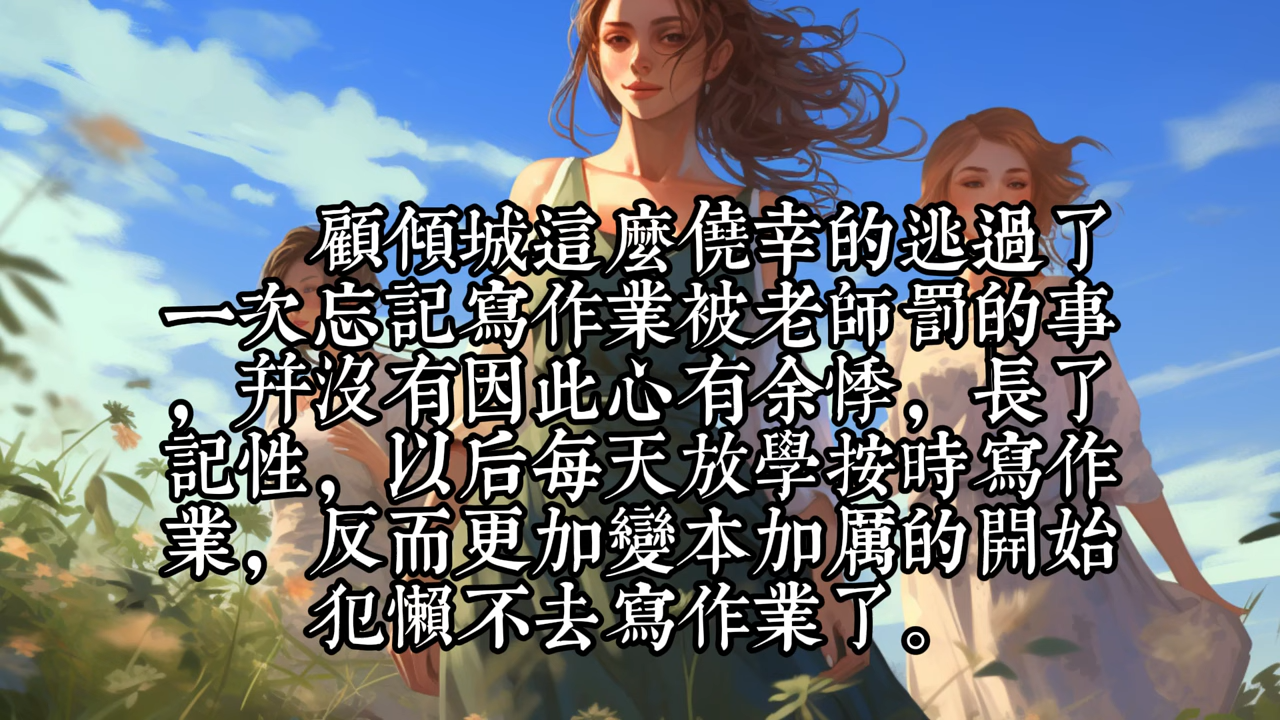 顧傾城這麼僥幸的逃過了
一次忘記寫作業被老師罰的事
，幷沒有因此心有余悸，長了
記性，以后每天放學按時寫作
業，反而更加變本加厲的開始
犯懶不去寫作業了。